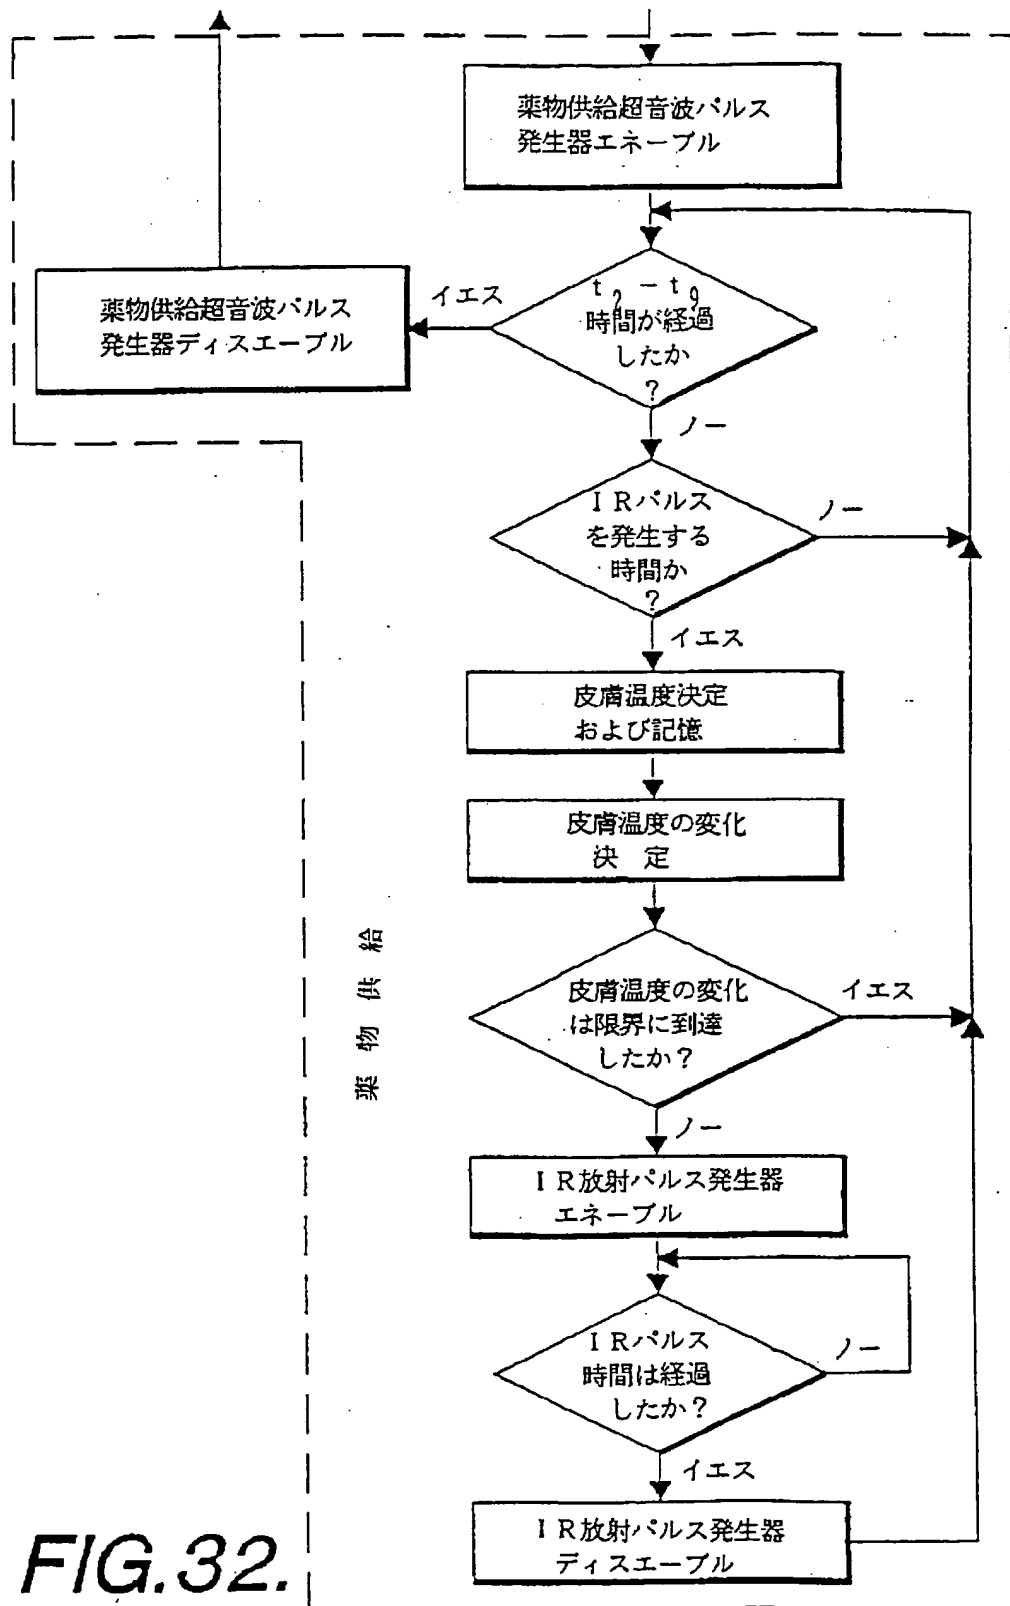 薬物供給超音波パルス
発生器エネーブル
t₂ － t₉
時間が経過
したか
?
イエス
薬物供給超音波パルス
発生器ディスエーブル
ノー
ＩＲパルス
を発生する
時間か
?
ノー
イエス
皮膚温度決定
および記憶
皮膚温度の変化
決　定
皮膚温度の変化
は限界に到達
したか？
イエス
薬物供給
ノー
ＩＲ放射パルス発生器
エネーブル
ＩＲパルス
時間は経過
したか？
ノー
イエス
ＩＲ放射パルス発生器
ディスエーブル
FIG.32.